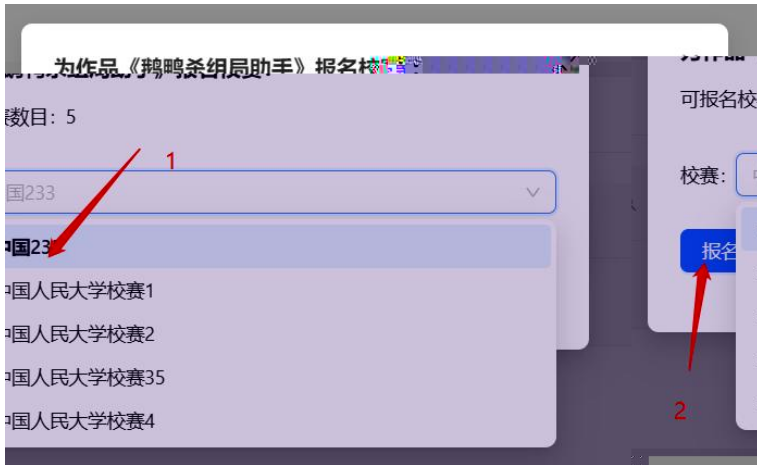 为作品《鹅鸭杀组局助手》报名校
赛数目：5
可报名校
1
国233
校赛：
中国23
报名
中国人民大学校赛1
中国人民大学校赛2
中国人民大学校赛35
中国人民大学校赛4
2